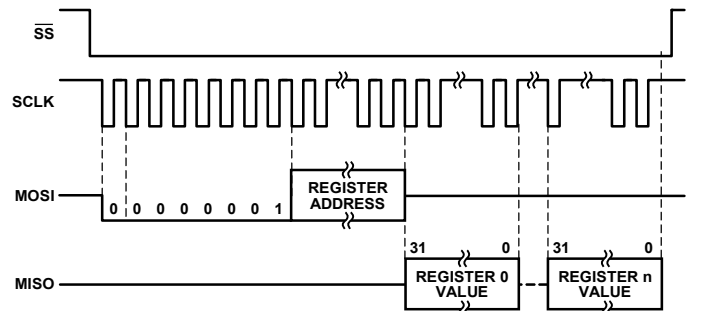 SS
SCLK
MOSI
0 0 0 0 0 0 0 1
REGISTER
ADDRESS
31 0 31 0
MISO
REGISTER 0
VALUE
REGISTER n
VALUE